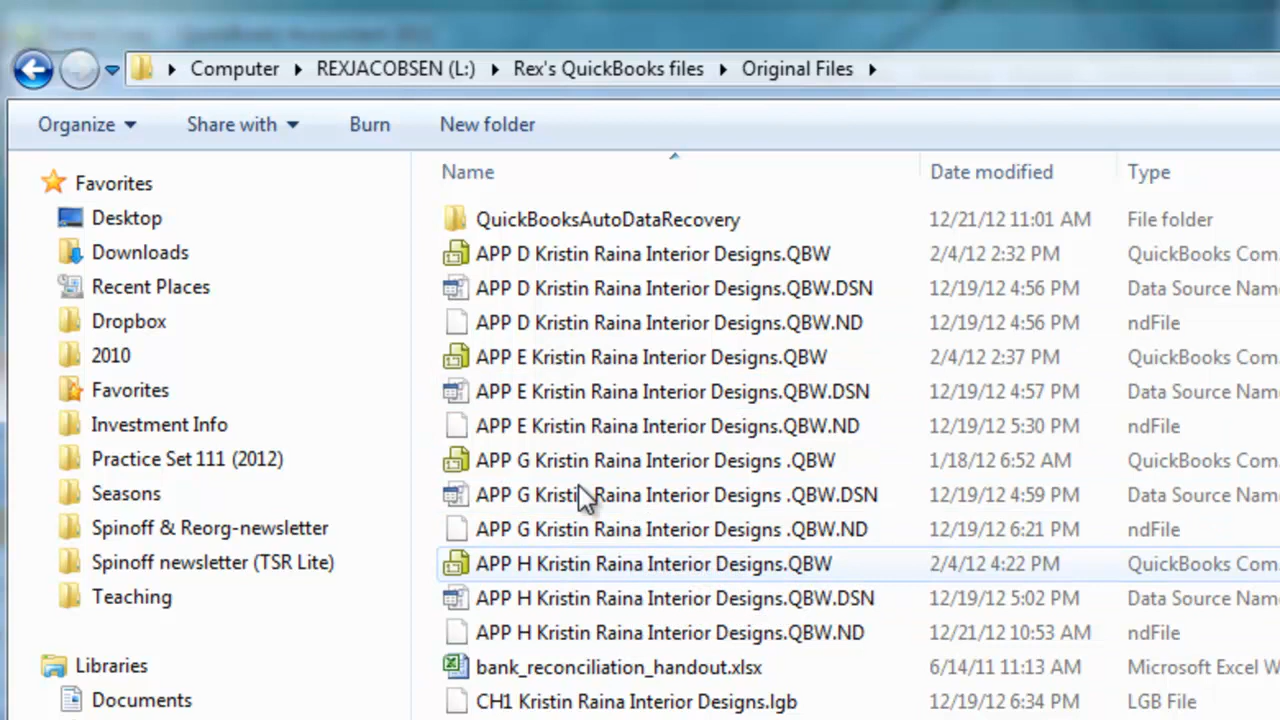 Computer REXJACOBSEN (L:) Rex's QuickBooks files Original Files
Organize Share with Burn New folder
Name Date modified Type
Favorites
Desktop
Downloads
Recent Places
Dropbox
2010
Favorites
Investment Info
Practice Set 111 (2012)
Seasons
Spinoff & Reorg-newsletter
Spinoff newsletter (TSR Lite)
Teaching
Libraries
Documents
QuickBooksAutoDataRecovery 12/21/12 11:01 AM File folder
APP D Kristin Raina Interior Designs.QBW 2/4/12 2:32 PM QuickBooks Com
APP D Kristin Raina Interior Designs.QBW.DSN 12/19/12 4:56 PM Data Source Name
APP D Kristin Raina Interior Designs.QBW.ND 12/19/12 4:56 PM ndFile
APP E Kristin Raina Interior Designs.QBW 2/4/12 2:37 PM QuickBooks Com
APP E Kristin Raina Interior Designs.QBW.DSN 12/19/12 4:57 PM Data Source Name
APP E Kristin Raina Interior Designs.QBW.ND 12/19/12 5:30 PM ndFile
APP G Kristin Raina Interior Designs .QBW 1/18/12 6:52 AM QuickBooks Com
APP G Kristin Raina Interior Designs .QBW.DSN 12/19/12 4:59 PM Data Source Name
APP G Kristin Raina Interior Designs .QBW.ND 12/19/12 6:21 PM ndFile
APP H Kristin Raina Interior Designs.QBW 2/4/12 4:22 PM QuickBooks Com
APP H Kristin Raina Interior Designs.QBW.DSN 12/19/12 5:02 PM Data Source Name
APP H Kristin Raina Interior Designs.QBW.ND 12/21/12 10:53 AM ndFile
bank_reconciliation_handout.xlsx 6/14/11 11:13 AM Microsoft Excel W
CH1 Kristin Raina Interior Designs.lgb 12/19/12 6:34 PM LGB File